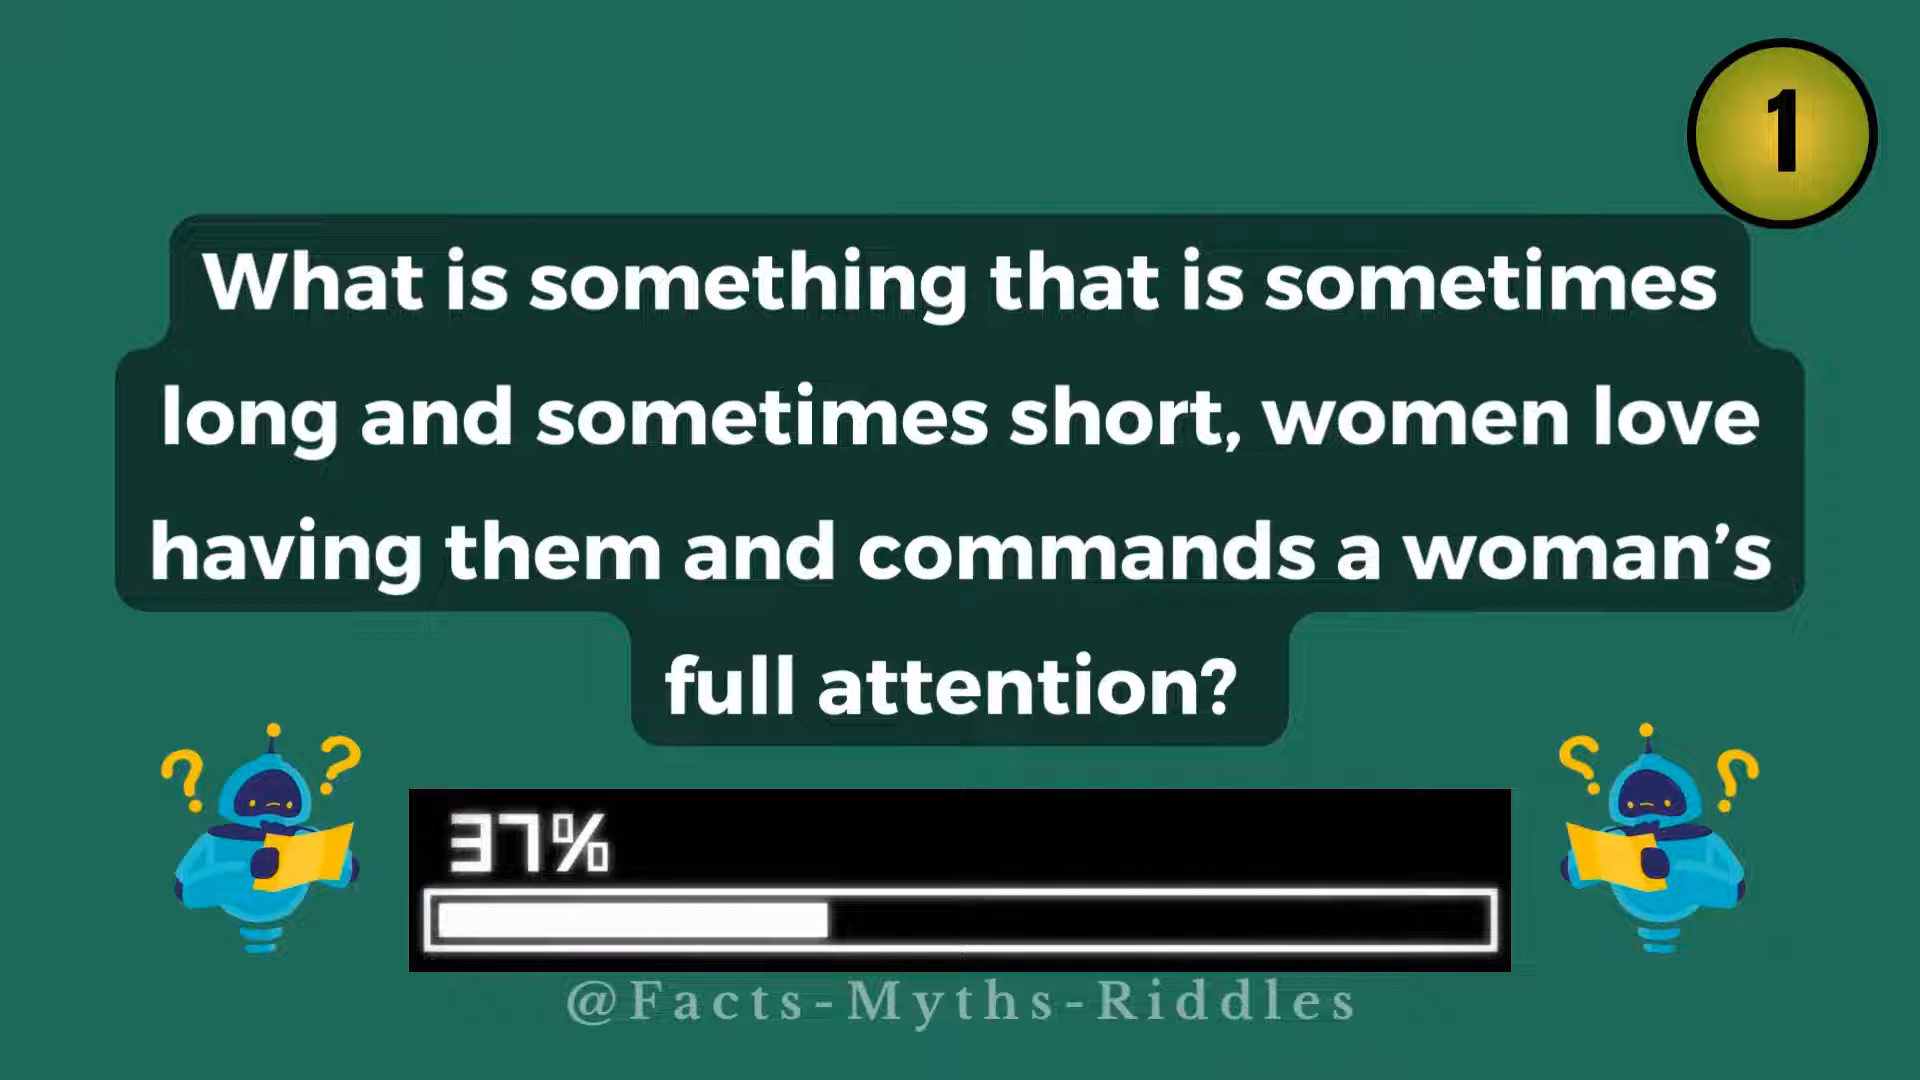 1
What is something that is sometimes
long and sometimes short, women love
having them and commands a woman’s
full attention?
? ?
? ?
37%
@Facts-Myths-Riddles